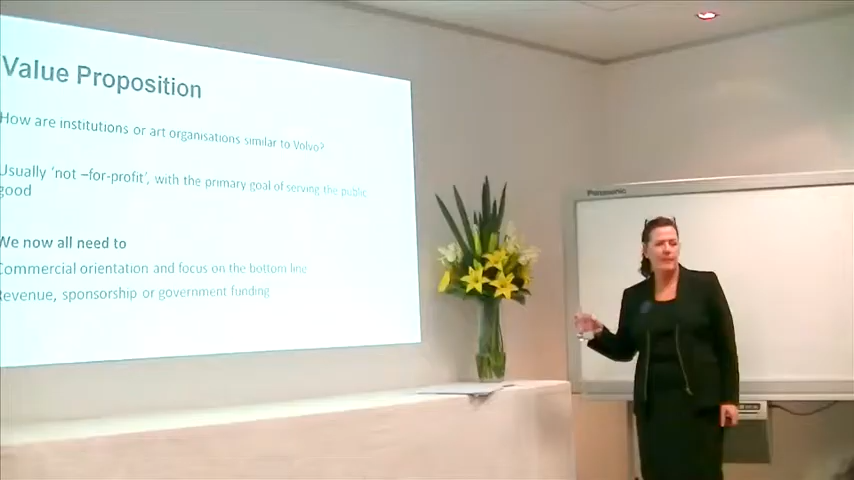 Value Proposition
How are institutions or art organisations similar to Volvo?
Usually 'not –for-profit', with the primary goal of serving the public
good
We now all need to
Commercial orientation and focus on the bottom line
Revenue, sponsorship or government funding
Panasonic